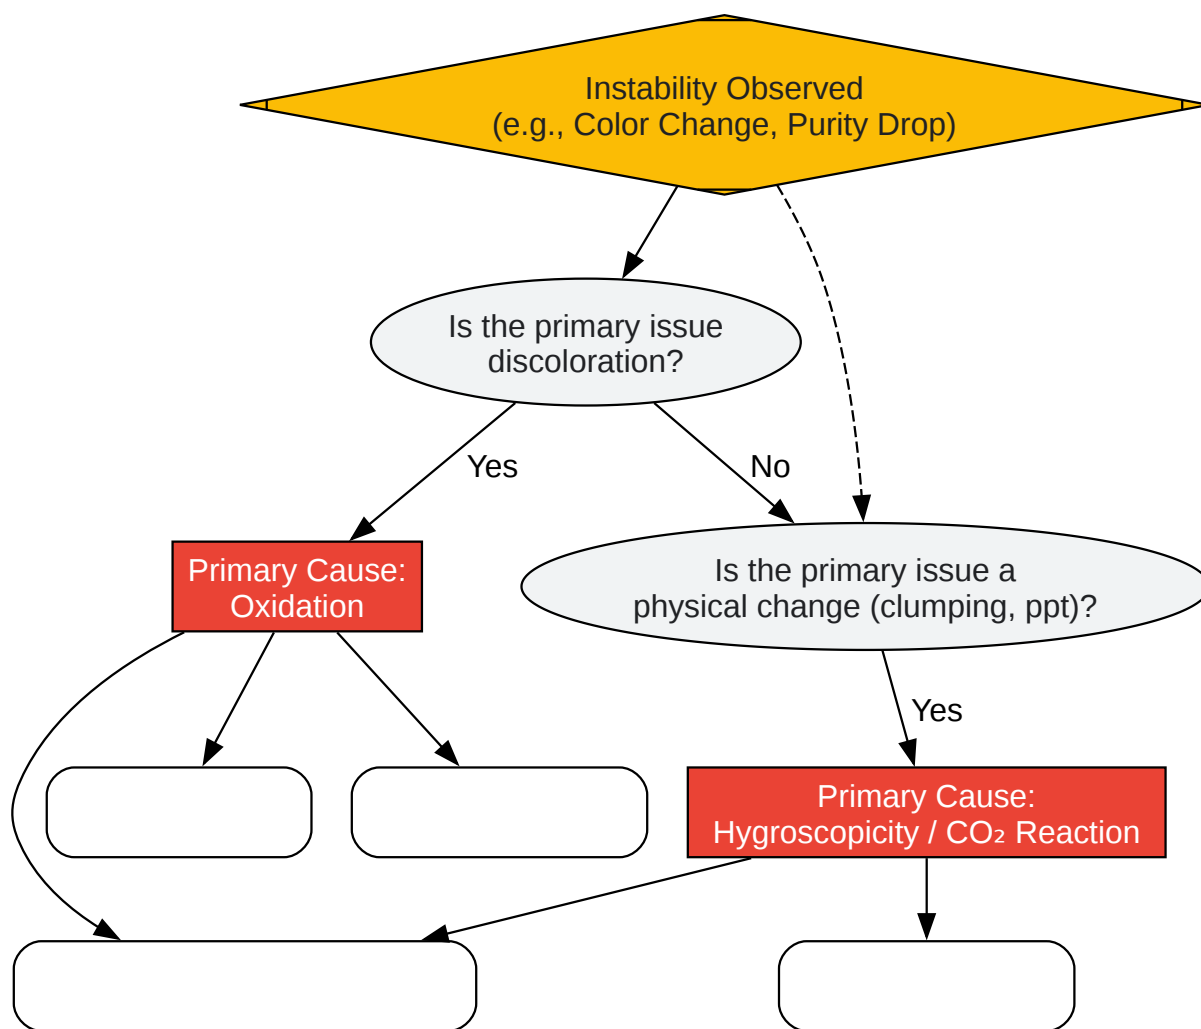 Instability Observed
(e.g., Color Change, Purity Drop)
Is the primary issue
discoloration?
Yes
No
Primary Cause:
Oxidation
Is the primary issue a
physical change (clumping, ppt)?
Yes
Primary Cause:
Hygroscopicity / CO₂ Reaction